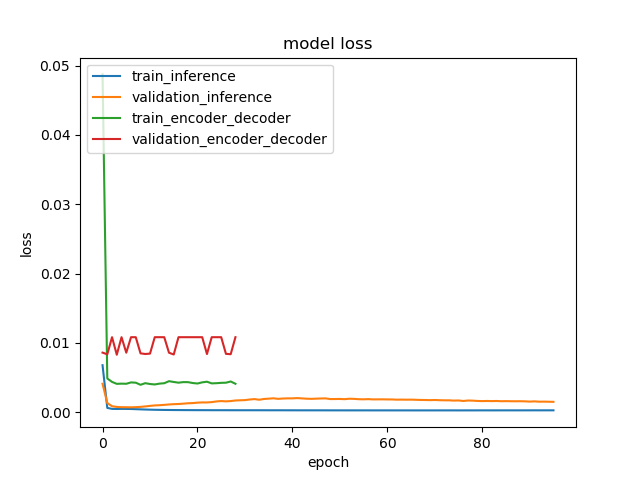 model loss
0.05
0.04
0.03
0.02
0.01
0.00
loss
train_inference
validation_inference
train_encoder_decoder
validation_encoder_decoder
0
20
40
60
80
epoch